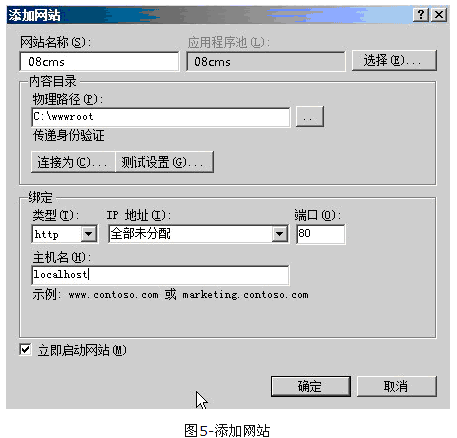 添加网站
网站名称(S):
应用程序池(L):
08cms
08cms
选择(E)...
内容目录
物理路径(P):
C:\wwwroot
..
传递身份验证
连接为(C)...
测试设置(G)...
绑定
类型(T):
IP 地址(I):
端口(O):
http
全部未分配
80
主机名(H):
localhost
示例: www.contoso.com 或 marketing.contoso.com
立即启动网站(M)
确定
取消
图5-添加网站